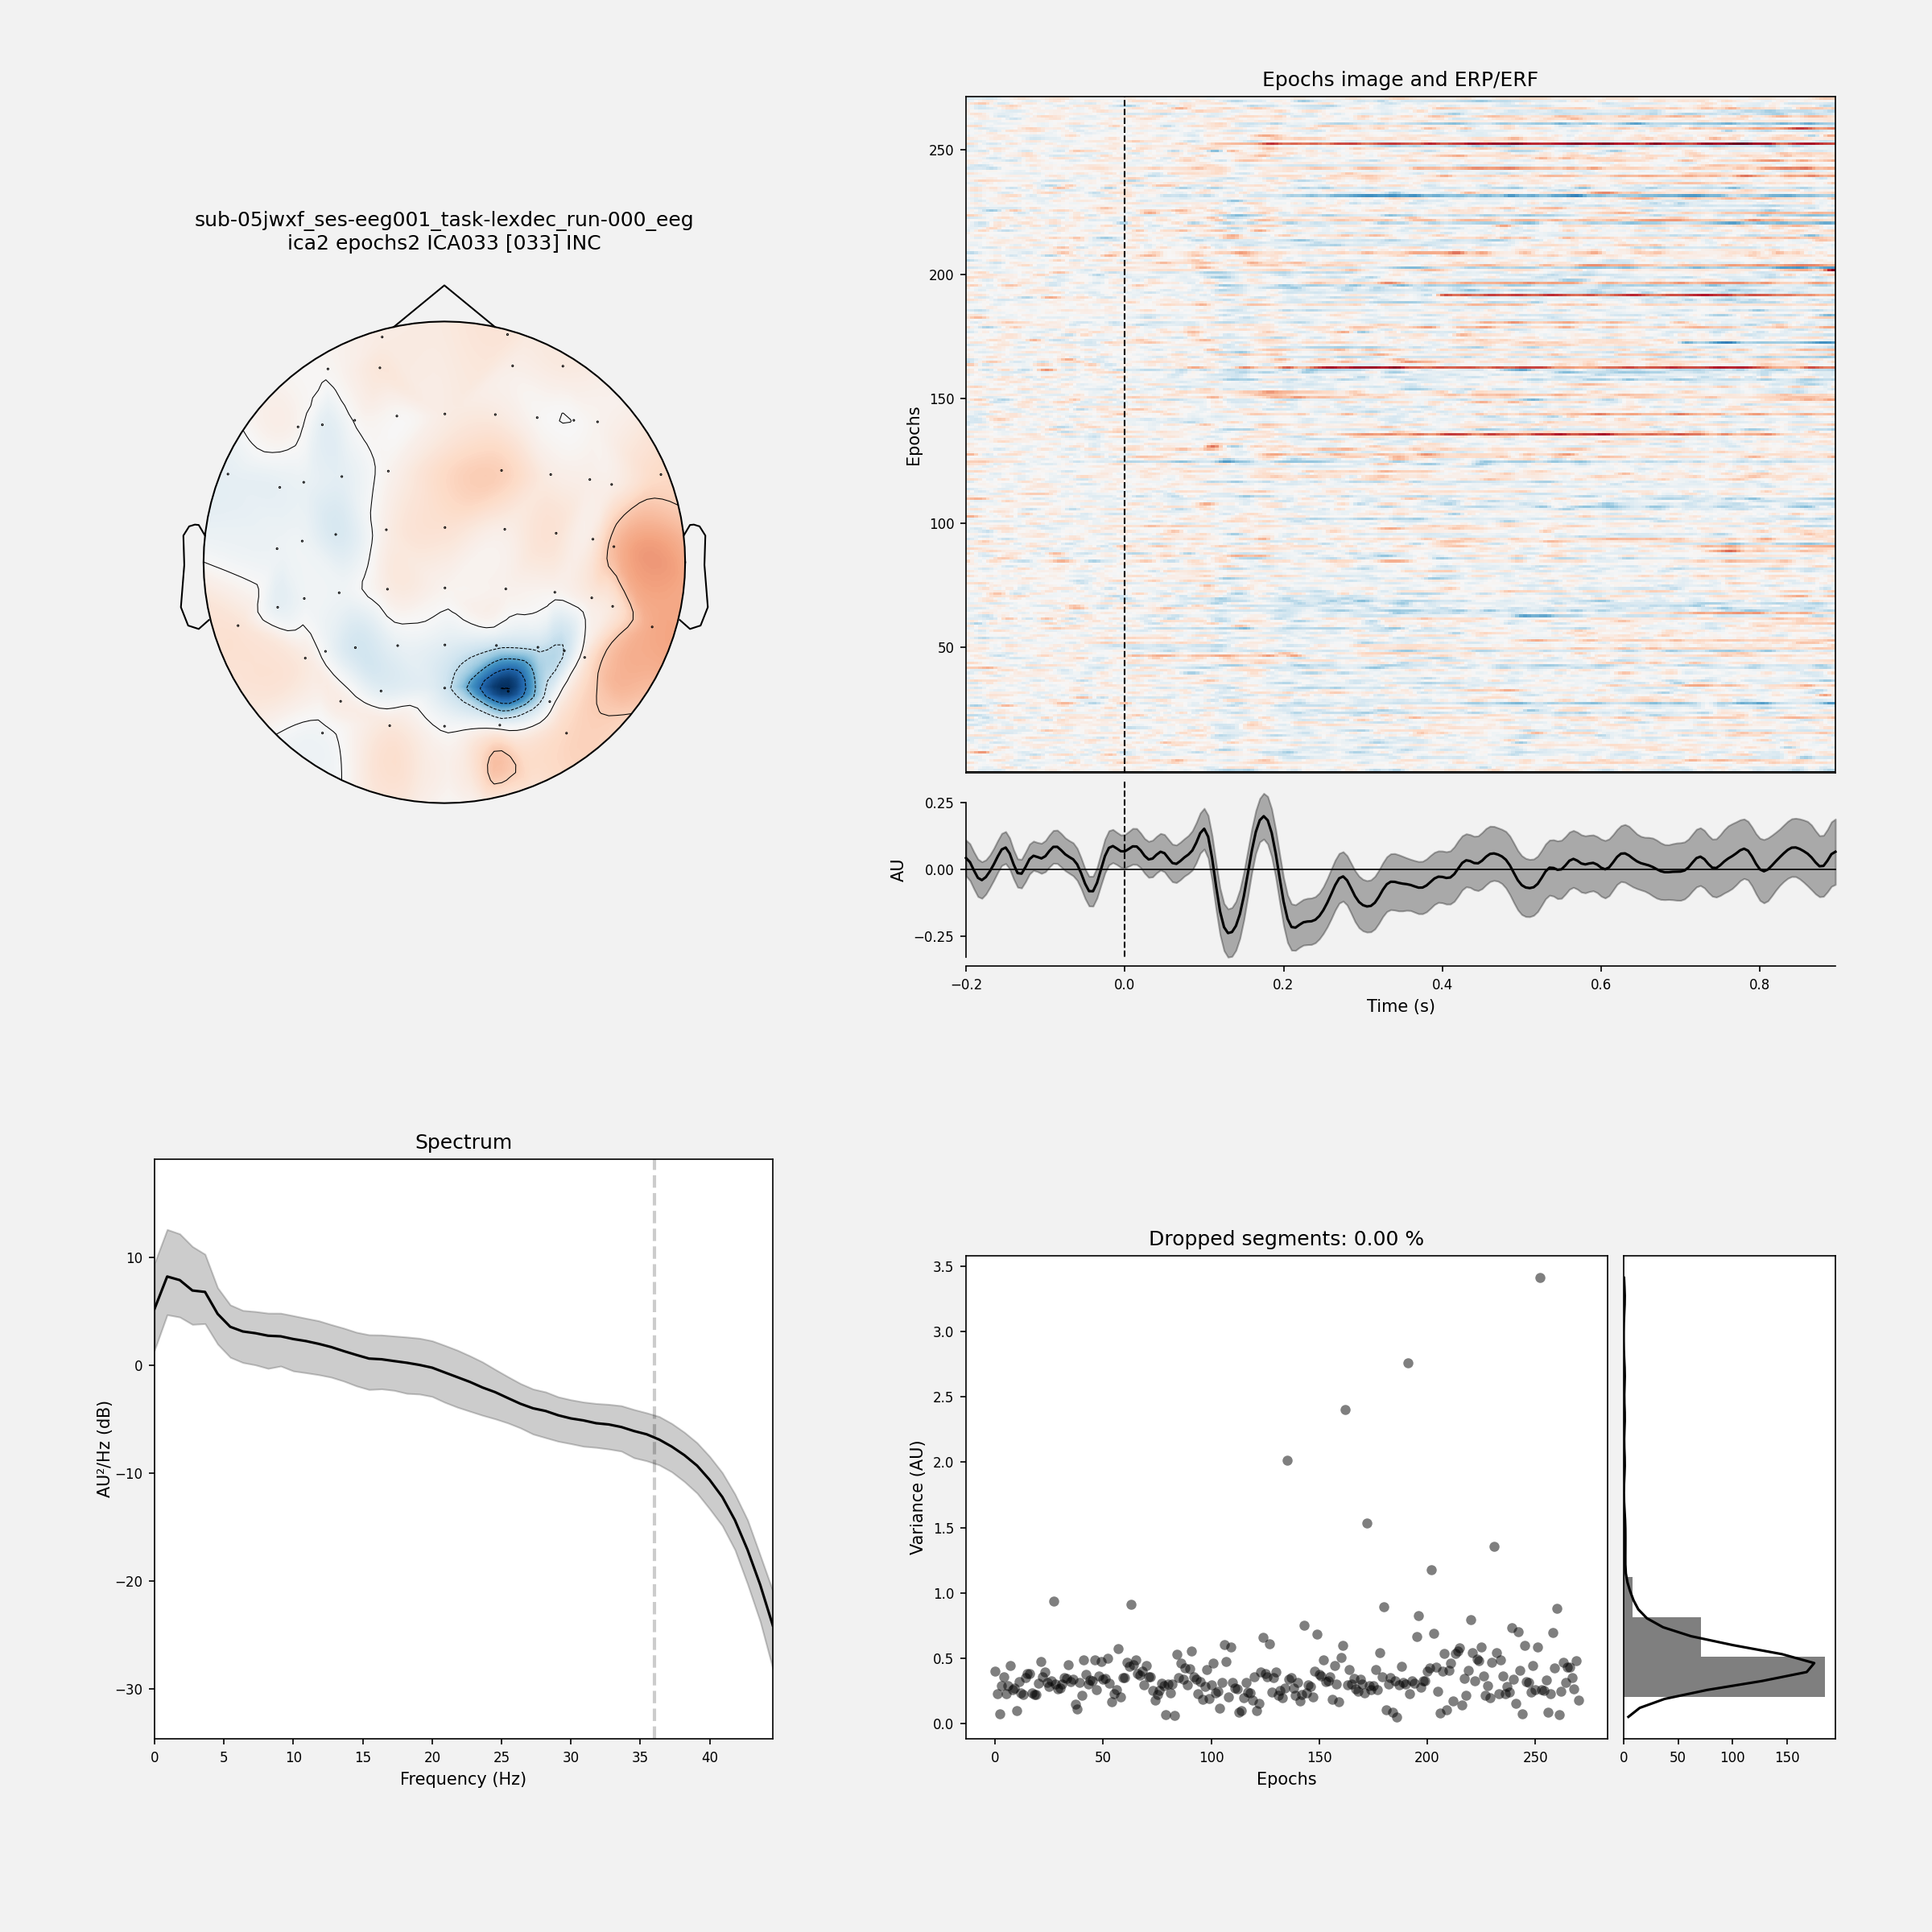 sub-05jwxf_ses-eeg001_task-lexdec_run-000_eeg
ica2 epochs2 ICA033 [033] INC
Epochs image and ERP/ERF
250
200
150
100
50
Epochs
0.25
0.00
−0.25
AU
−0.2 0.0 0.2 0.4 0.6 0.8
Time (s)
Spectrum
10
0
−10
−20
−30
AU²/Hz (dB)
0 5 10 15 20 25 30 35 40
Frequency (Hz)
Dropped segments: 0.00 %
3.5
3.0
2.5
2.0
1.5
1.0
0.5
0.0
Variance (AU)
0 50 100 150 200 250
Epochs
0 50 100 150